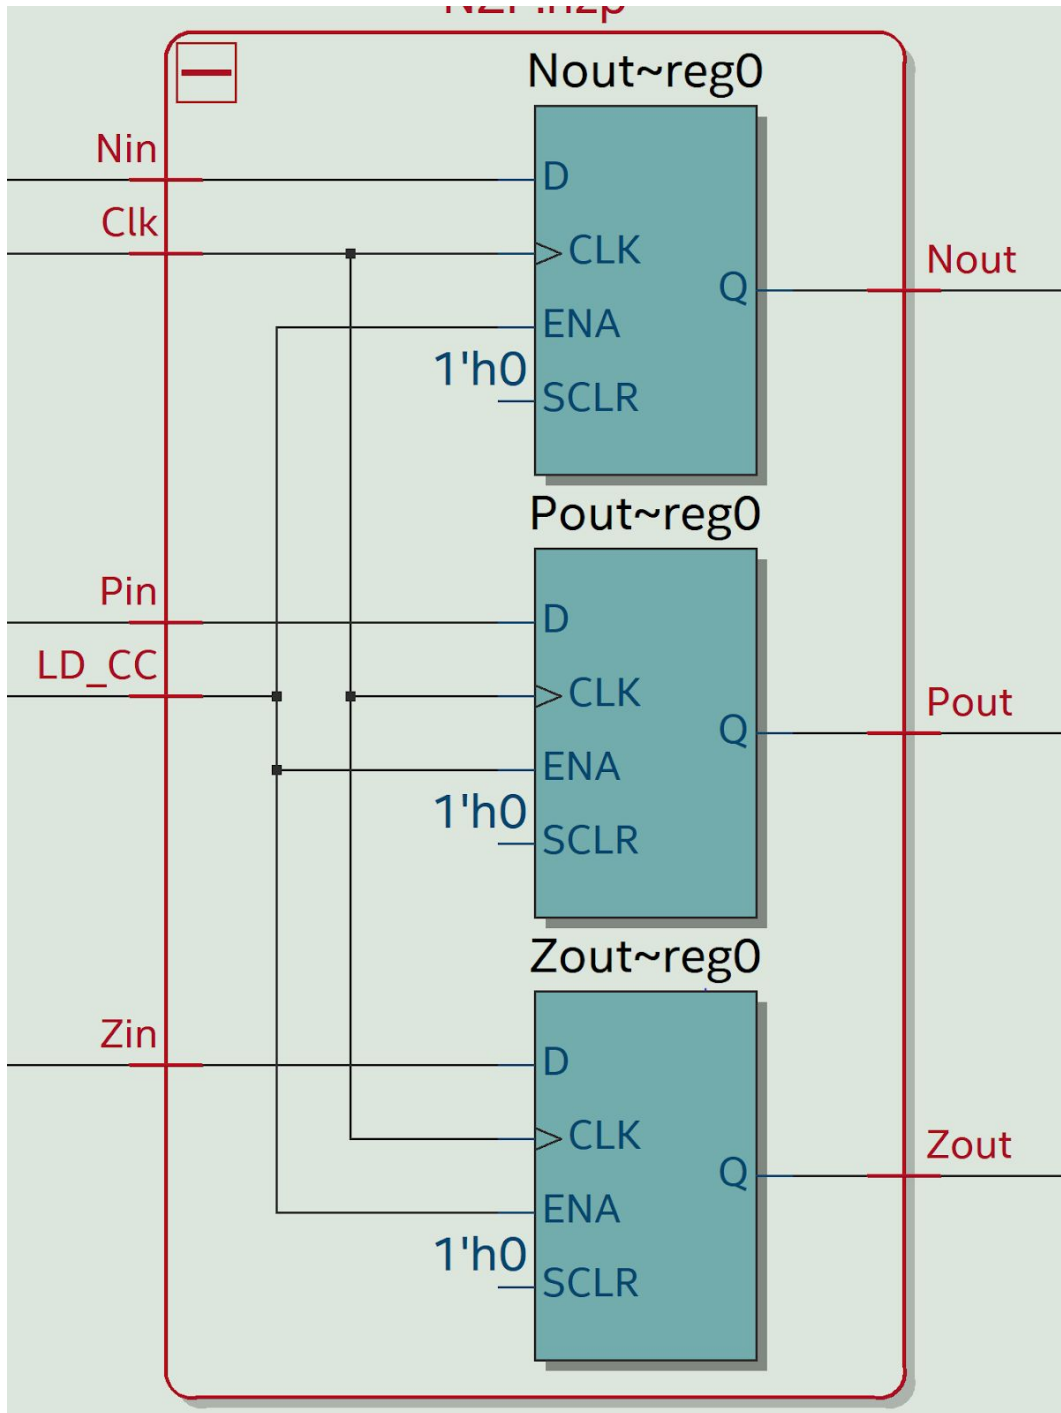 Nout~reg0
Nin
D
Clk
CLK
Nout
Q
ENA
1'h0
SCLR
Pout~reg0
Pin
D
LD_CC
CLK
Pout
Q
ENA
1'h0
SCLR
Zout~reg0
Zin
D
CLK
Zout
Q
ENA
1'h0
SCLR